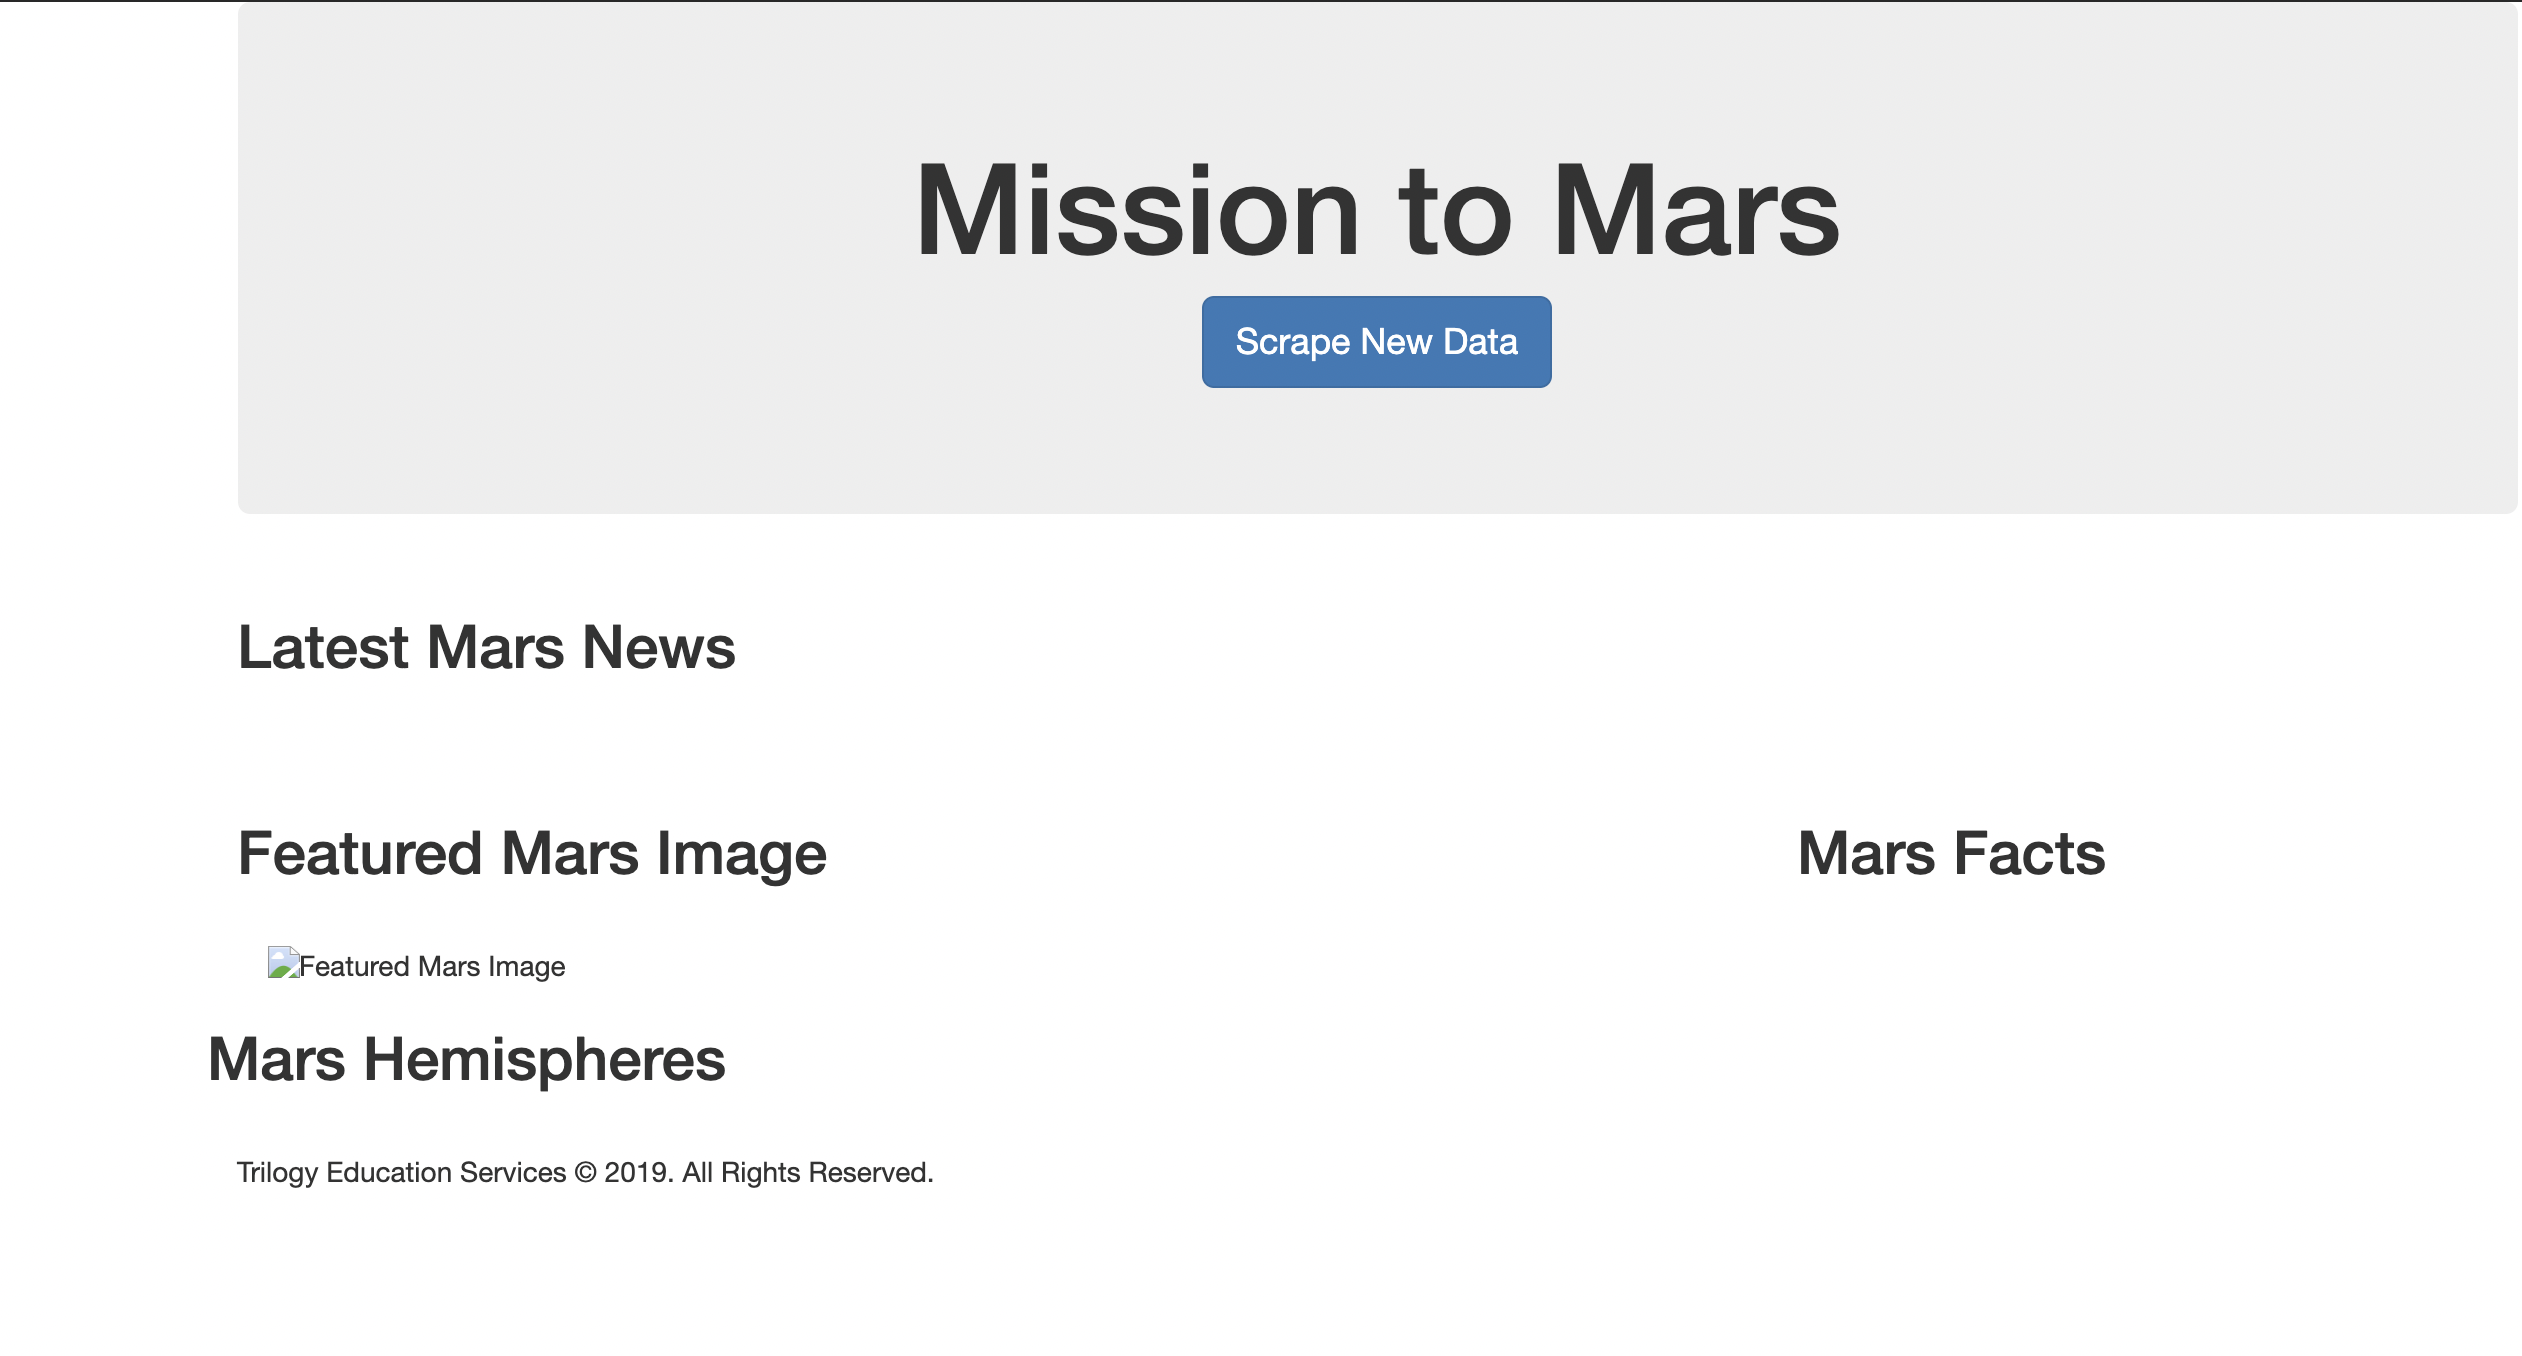 Mission to Mars
Scrape New Data
Latest Mars News
Featured Mars Image
Mars Facts
Featured Mars Image
Mars Hemispheres
Trilogy Education Services © 2019. All Rights Reserved.